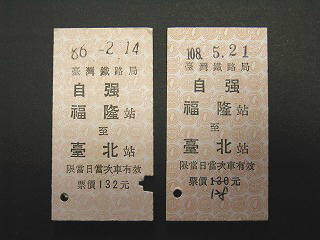 86 -2.14
臺灣鐵路局
自强
福隆站
至
臺北站
限當日當次車有效
票價132元
108. 5.21
臺灣鐵路局
自强
福隆站
至
臺北站
限當日當次車有效
票價130元